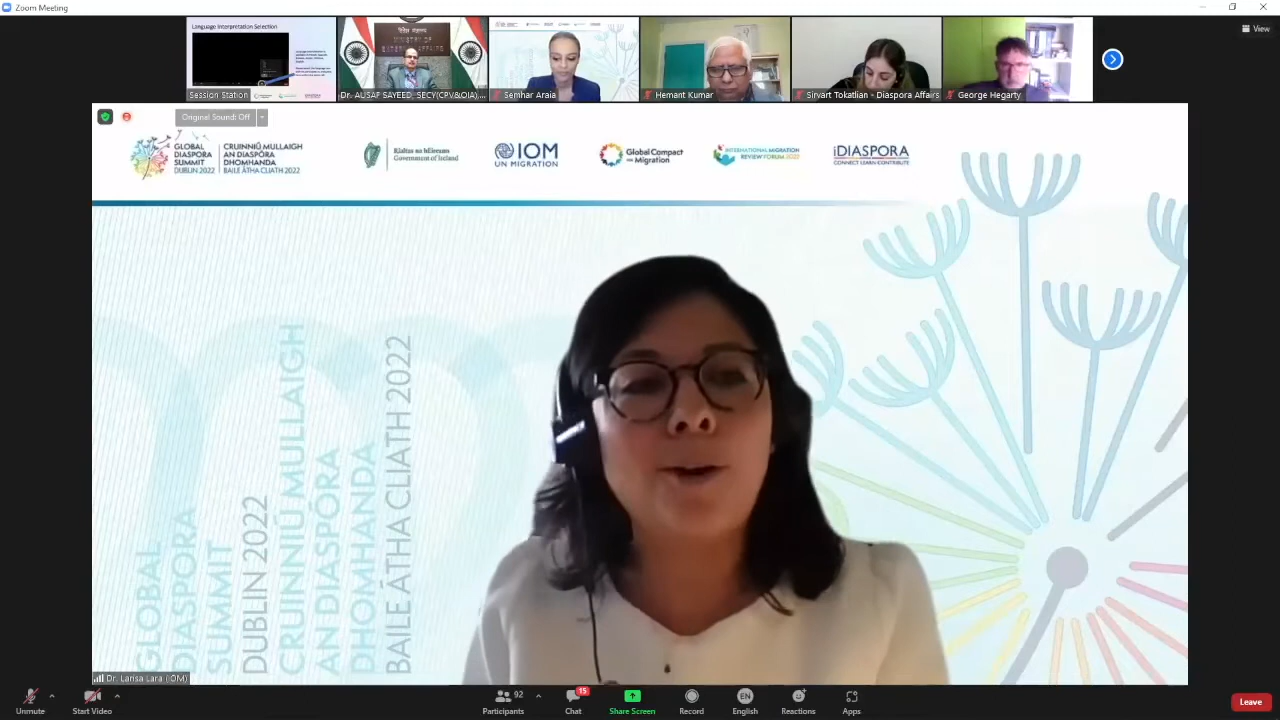 Zoom Meeting
View
Language Interpretation Selection
Session Station
विदेश मंत्रालय
MINISTRY OF
EXTERNAL AFFAIRS
Dr. AUSAF SAYEED, SECY(CPV&OIA),...
Semhar Araia
Hemant Kumar
Sirvart Tokatlian - Diaspora Affairs
George Hegarty
Original Sound: Off
GLOBAL
DIASPORA
SUMMIT
DUBLIN 2022
CRUINNIÚ MULLAIGH
AN DIASPÓRA
DHOMHANDA
BAILE ÁTHA CLIATH 2022
Rialtas na hÉireann
Government of Ireland
IOM
UN MIGRATION
Global Compact
for Migration
INTERNATIONAL MIGRATION
REVIEW FORUM 2022
iDIASPORA
CONNECT LEARN CONTRIBUTE
GLOBAL
DIASPORA
SUMMIT
DUBLIN 2022
CRUINNIÚ MULLAIGH
AN DIASPÓRA
DHOMHANDA
BAILE ÁTHA CLIATH 2022
Dr. Larisa Lara (IOM)
Unmute
Start Video
92
Participants
15
Chat
Share Screen
Record
EN
English
Reactions
Apps
Leave